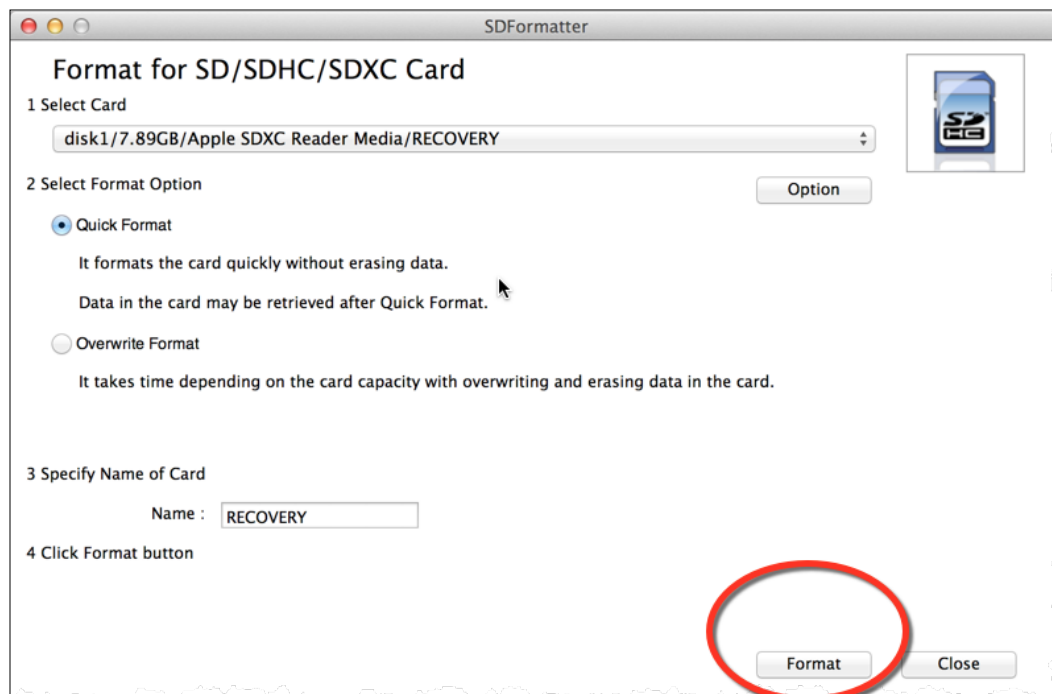 SDFormatter
Format for SD/SDHC/SDXC Card
1 Select Card
disk1/7.89GB/Apple SDXC Reader Media/RECOVERY
SD
HC
2 Select Format Option
Option
Quick Format
It formats the card quickly without erasing data.
Data in the card may be retrieved after Quick Format.
Overwrite Format
It takes time depending on the card capacity with overwriting and erasing data in the card.
3 Specify Name of Card
Name : RECOVERY
4 Click Format button
Format Close